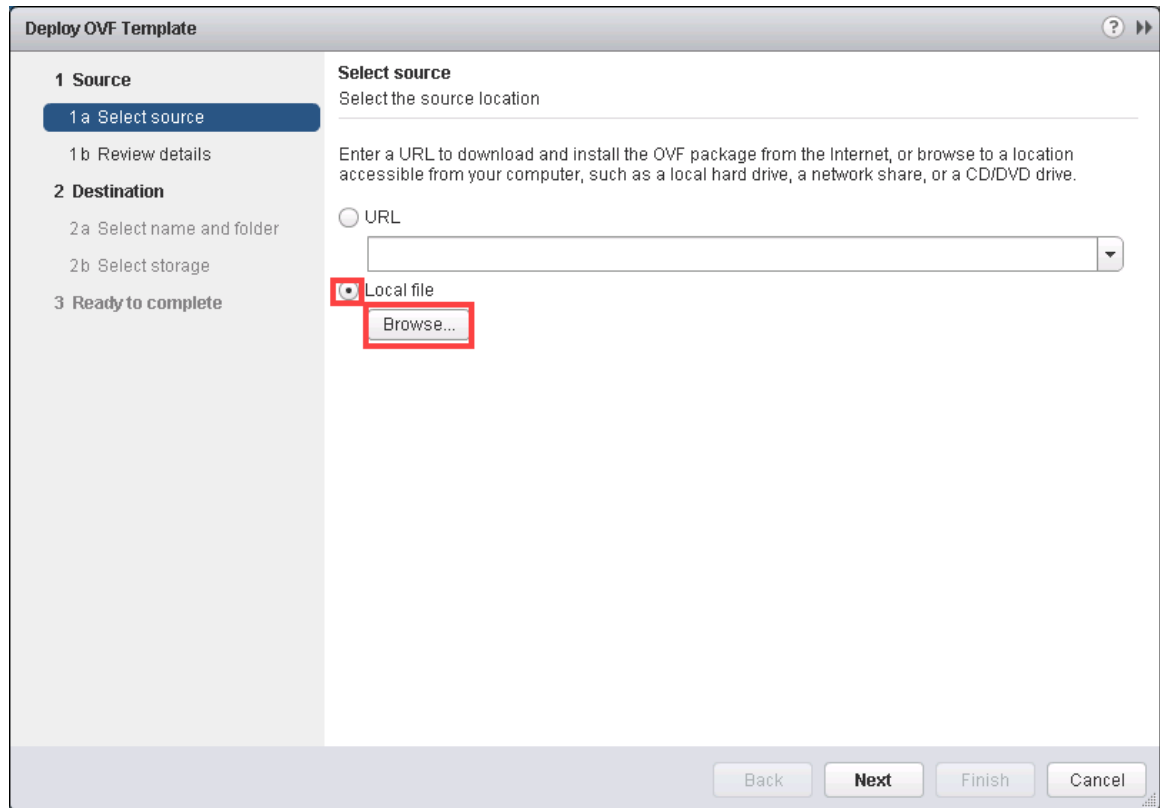 Deploy OVF Template
?
1 Source
1a Select source
1b Review details
2 Destination
2a Select name and folder
2b Select storage
3 Ready to complete
Select source
Select the source location
Enter a URL to download and install the OVF package from the Internet, or browse to a location
accessible from your computer, such as a local hard drive, a network share, or a CD/DVD drive.
URL
Local file
Browse...
Back
Next
Finish
Cancel